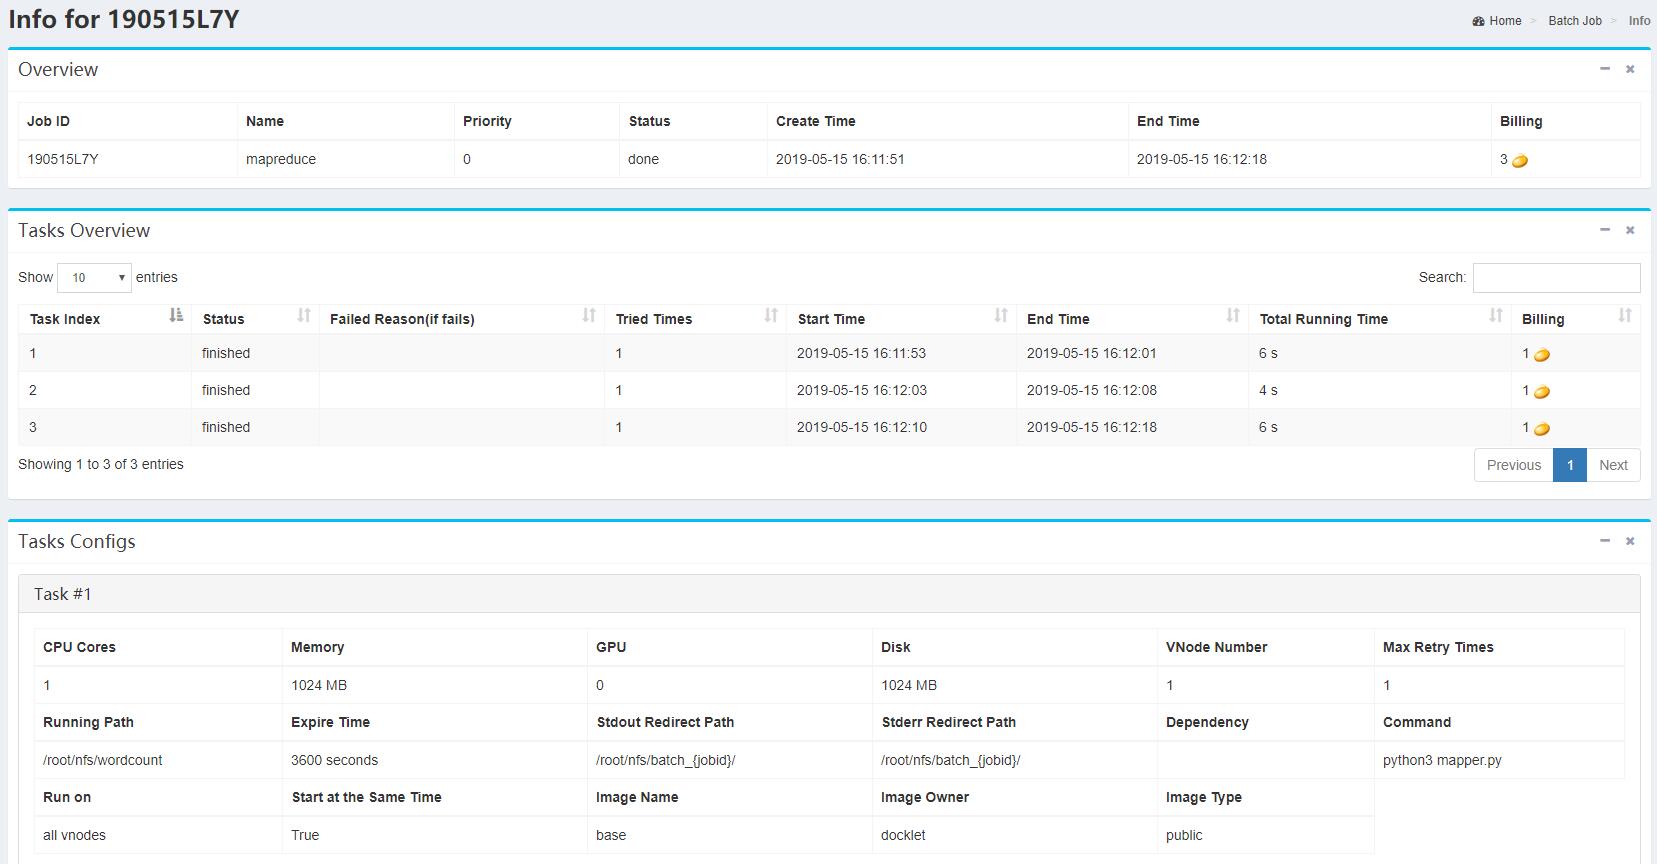 Info for 190515L7Y
Home > Batch Job > Info
Overview
Job ID Name Priority Status Create Time End Time Billing
190515L7Y mapreduce 0 done 2019-05-15 16:11:51 2019-05-15 16:12:18 3
Tasks Overview
Show 10 entries Search:
Task Index Status Failed Reason(if fails) Tried Times Start Time End Time Total Running Time Billing
1 finished 1 2019-05-15 16:11:53 2019-05-15 16:12:01 6 s 1
2 finished 1 2019-05-15 16:12:03 2019-05-15 16:12:08 4 s 1
3 finished 1 2019-05-15 16:12:10 2019-05-15 16:12:18 6 s 1
Showing 1 to 3 of 3 entries Previous 1 Next
Tasks Configs
Task #1
CPU Cores Memory GPU Disk VNode Number Max Retry Times
1 1024 MB 0 1024 MB 1 1
Running Path Expire Time Stdout Redirect Path Stderr Redirect Path Dependency Command
/root/nfs/wordcount 3600 seconds /root/nfs/batch_{jobid}/ /root/nfs/batch_{jobid}/ python3 mapper.py
Run on Start at the Same Time Image Name Image Owner Image Type
all vnodes True base docklet public